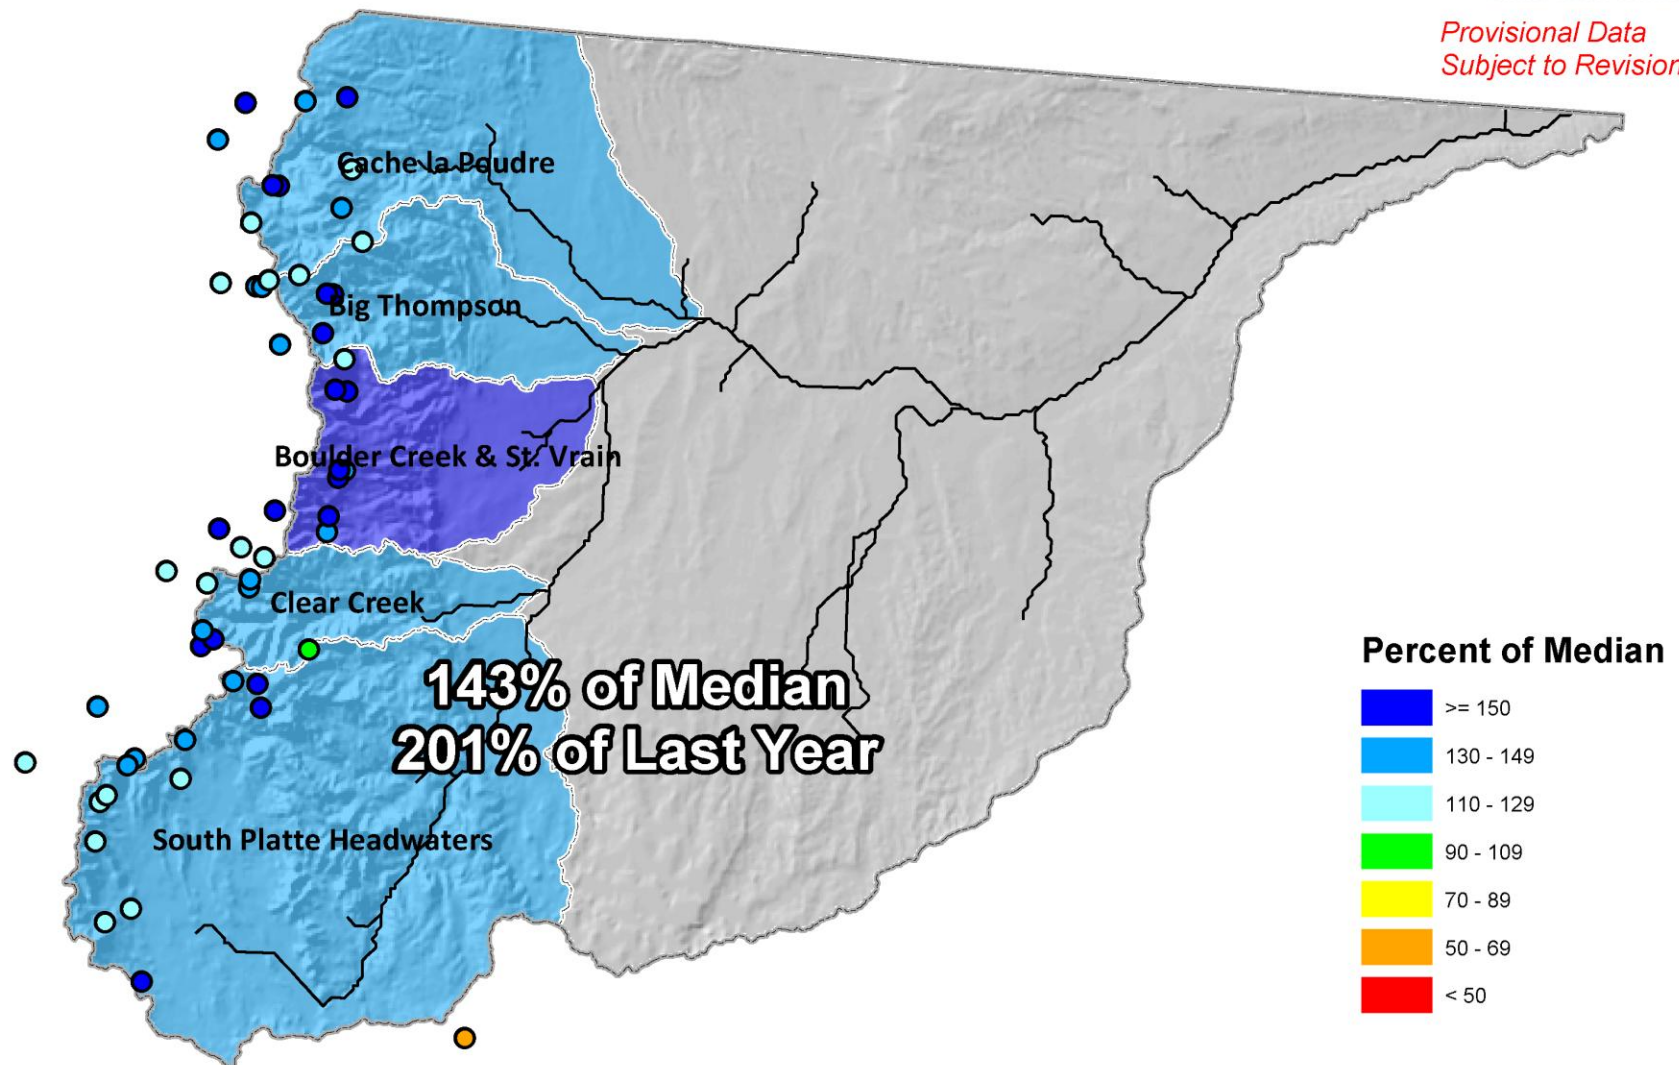 Provisional Data
Subject to Revision
Cache la Poudre
Big Thompson
Boulder Creek & St. Vrain
Clear Creek
143% of Median
201% of Last Year
South Platte Headwaters
Percent of Median
>= 150
130 - 149
110 - 129
90 - 109
70 - 89
50 - 69
< 50